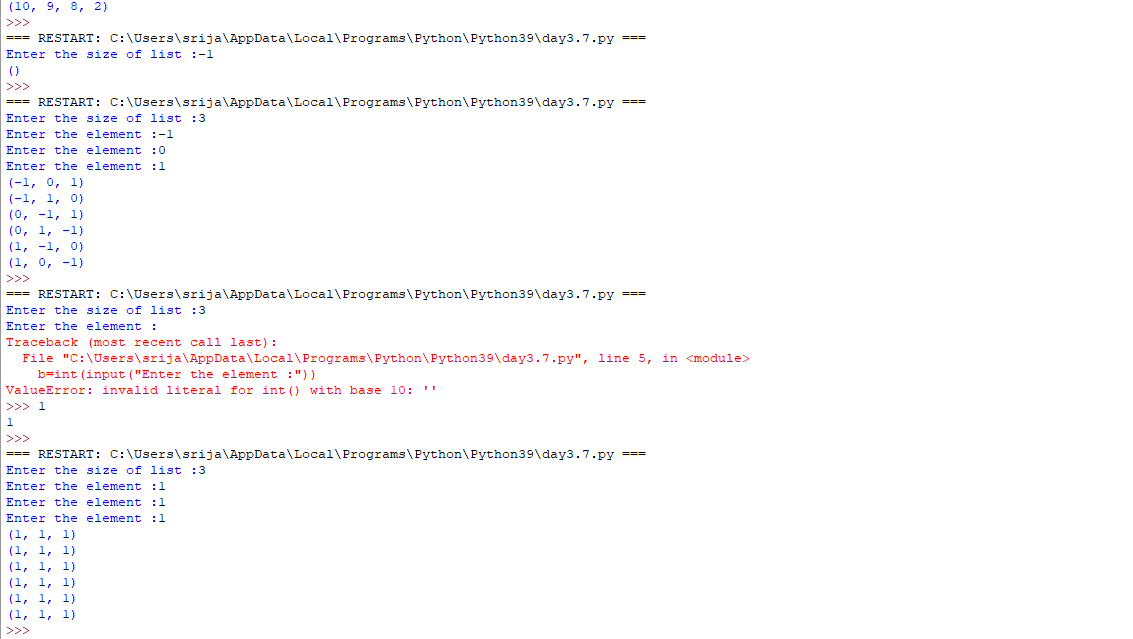 (10, 9, 8, 2)
>>>
=== RESTART: C:\Users\srija\AppData\Local\Programs\Python\Python39\day3.7.py ===
Enter the size of list :-1
()
>>>
=== RESTART: C:\Users\srija\AppData\Local\Programs\Python\Python39\day3.7.py ===
Enter the size of list :3
Enter the element :-1
Enter the element :0
Enter the element :1
(-1, 0, 1)
(-1, 1, 0)
(0, -1, 1)
(0, 1, -1)
(1, -1, 0)
(1, 0, -1)
>>>
=== RESTART: C:\Users\srija\AppData\Local\Programs\Python\Python39\day3.7.py ===
Enter the size of list :3
Enter the element :
Traceback (most recent call last):
  File "C:\Users\srija\AppData\Local\Programs\Python\Python39\day3.7.py", line 5, in <module>
    b=int(input("Enter the element :"))
ValueError: invalid literal for int() with base 10: ''
>>> 1
1
>>>
=== RESTART: C:\Users\srija\AppData\Local\Programs\Python\Python39\day3.7.py ===
Enter the size of list :3
Enter the element :1
Enter the element :1
Enter the element :1
(1, 1, 1)
(1, 1, 1)
(1, 1, 1)
(1, 1, 1)
(1, 1, 1)
(1, 1, 1)
>>>